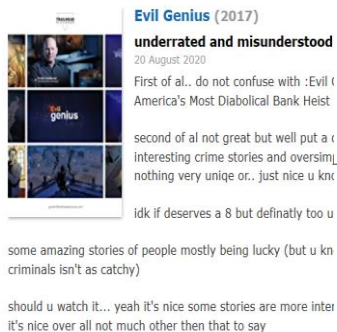 Evil Genius (2017)
underrated and misunderstood
20 August 2020
First of al.. do not confuse with :Evil
America's Most Diabolical Bank Heist
second of al not great but well put a
interesting crime stories and
nothing very uniqe or.. just nice u
idk if deserves a 8 but definatly too u
some amazing stories of people mostly being lucky (but u
criminals isn't as catchy)
should u watch it... yeah it's nice some stories are more
it's nice over all not much other then that to say
Evil
genius